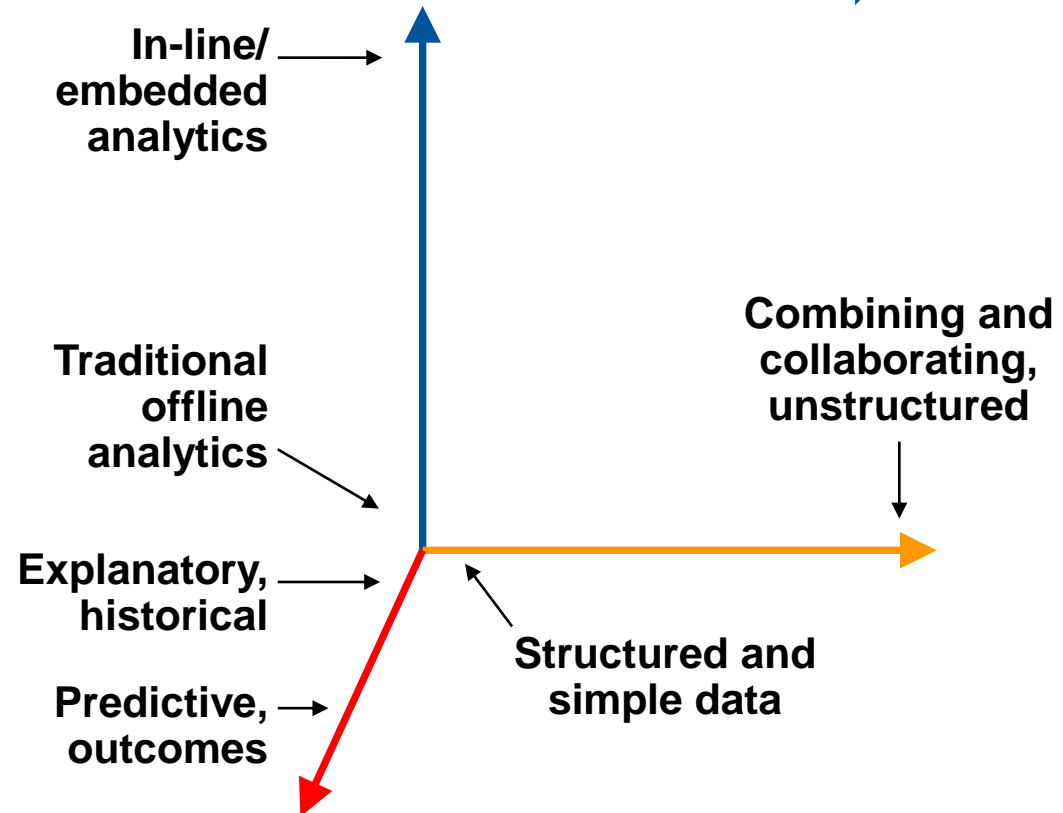 In-line/
embedded
analytics
Combining and
collaborating,
unstructured
Traditional
offline
analytics
Explanatory,
historical
Structured and
simple data
Predictive,
outcomes